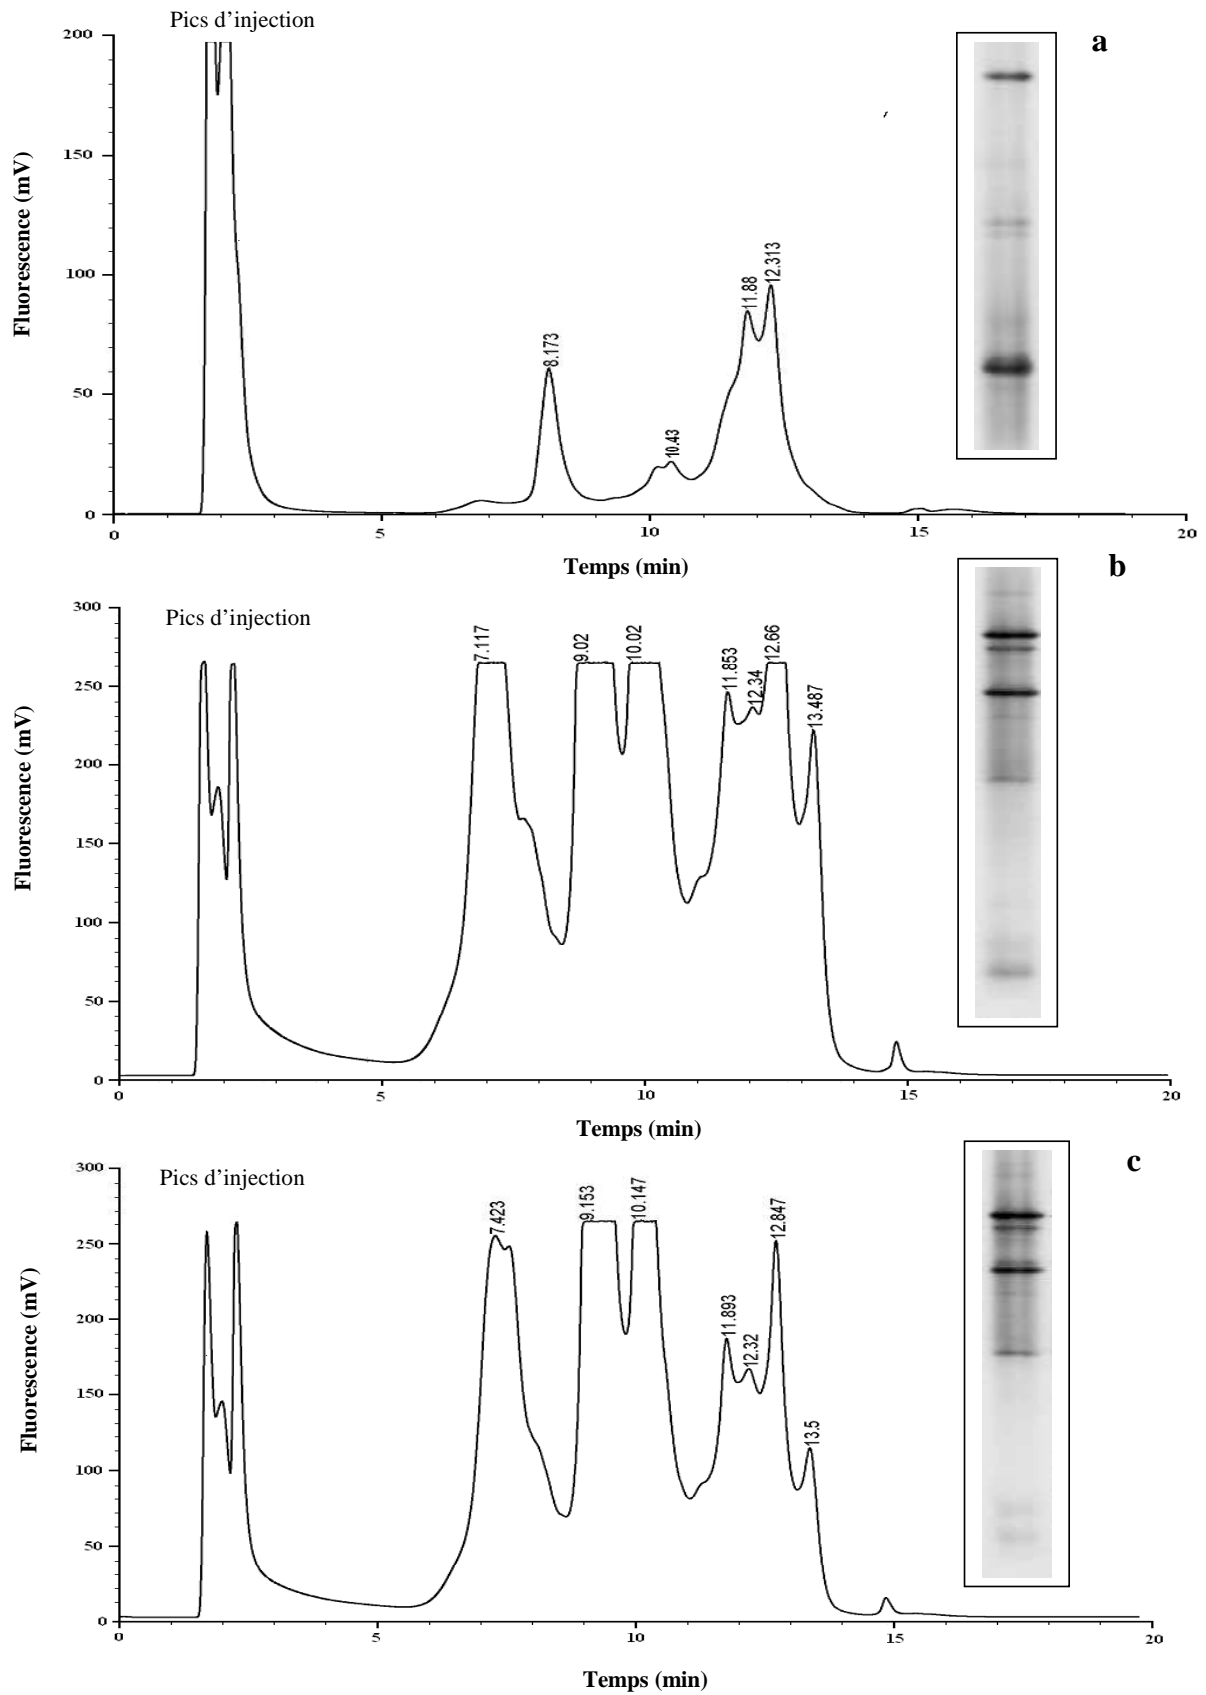 Pics d'injection
a
200
150
100
50
0
Fluorescence (mV)
8.173
10.43
11.88
12.313
0 5 10 15 20
Temps (min)
b
Pics d'injection
300
250
200
150
100
50
0
Fluorescence (mV)
7.117
9.02
10.02
11.853
12.34
12.66
13.487
0 5 10 15 20
Temps (min)
c
Pics d'injection
300
250
200
150
100
50
0
Fluorescence (mV)
7.423
9.153
10.147
11.893
12.32
12.847
13.5
0 5 10 15 20
Temps (min)